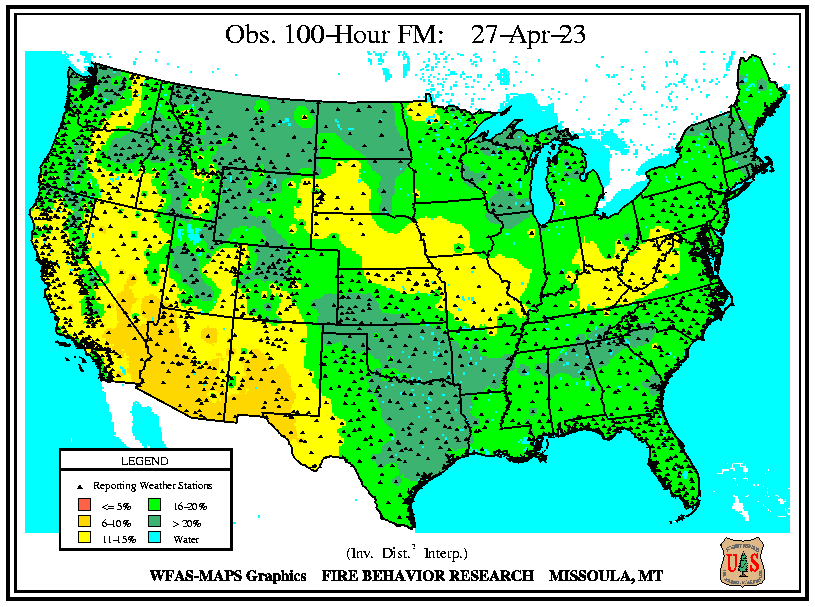 Obs. 100-Hour FM: 27-Apr-23
LEGEND
Reporting Weather Stations
<= 5% 16-20%
6-10% > 20%
11-15% Water
(Inv. Dist.² Interp.)
WFAS-MAPS Graphics FIRE BEHAVIOR RESEARCH MISSOULA, MT
U S